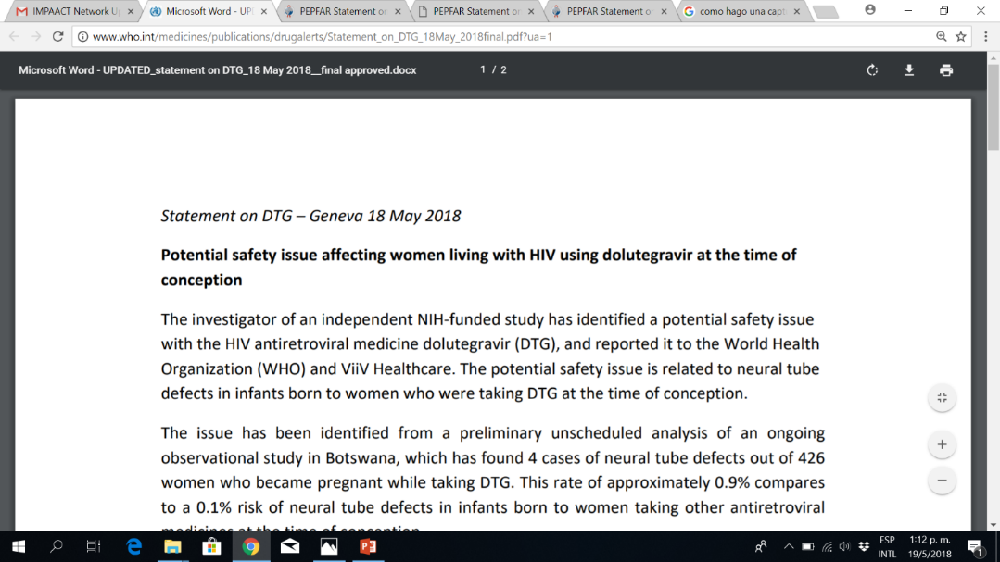 IMPAACT Network U
Microsoft Word - UP
PEPFAR Statement or
PEPFAR Statement or
PEPFAR Statement or
como hago una capt
www.who.int/medicines/publications/drugalerts/Statement_on_DTG_18May_2018final.pdf?ua=1
Microsoft Word - UPDATED_statement on DTG_18 May 2018__final approved.docx
1 / 2
Statement on DTG – Geneva 18 May 2018
Potential safety issue affecting women living with HIV using dolutegravir at the time of
conception
The investigator of an independent NIH-funded study has identified a potential safety issue
with the HIV antiretroviral medicine dolutegravir (DTG), and reported it to the World Health
Organization (WHO) and ViiV Healthcare. The potential safety issue is related to neural tube
defects in infants born to women who were taking DTG at the time of conception.
The issue has been identified from a preliminary unscheduled analysis of an ongoing
observational study in Botswana, which has found 4 cases of neural tube defects out of 426
women who became pregnant while taking DTG. This rate of approximately 0.9% compares
to a 0.1% risk of neural tube defects in infants born to women taking other antiretroviral
medicines at the time of conception.
ESP
INTL
1:12 p. m.
19/5/2018
1